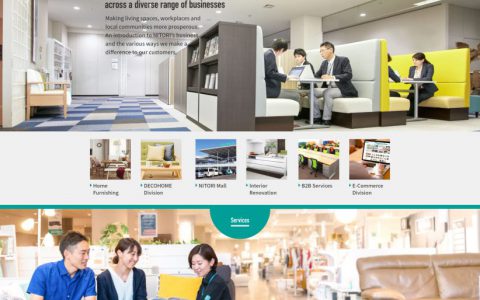 across a diverse range of businesses
Making living spaces, workplaces and
local communities more prosperous.
An introduction to NITORI's business
and the various ways we make a
difference to our customers.
Home
Furnishing
DECOHOME
Division
NITORI Mall
Interior
Renovation
B2B Services
E-Commerce
Division
Services